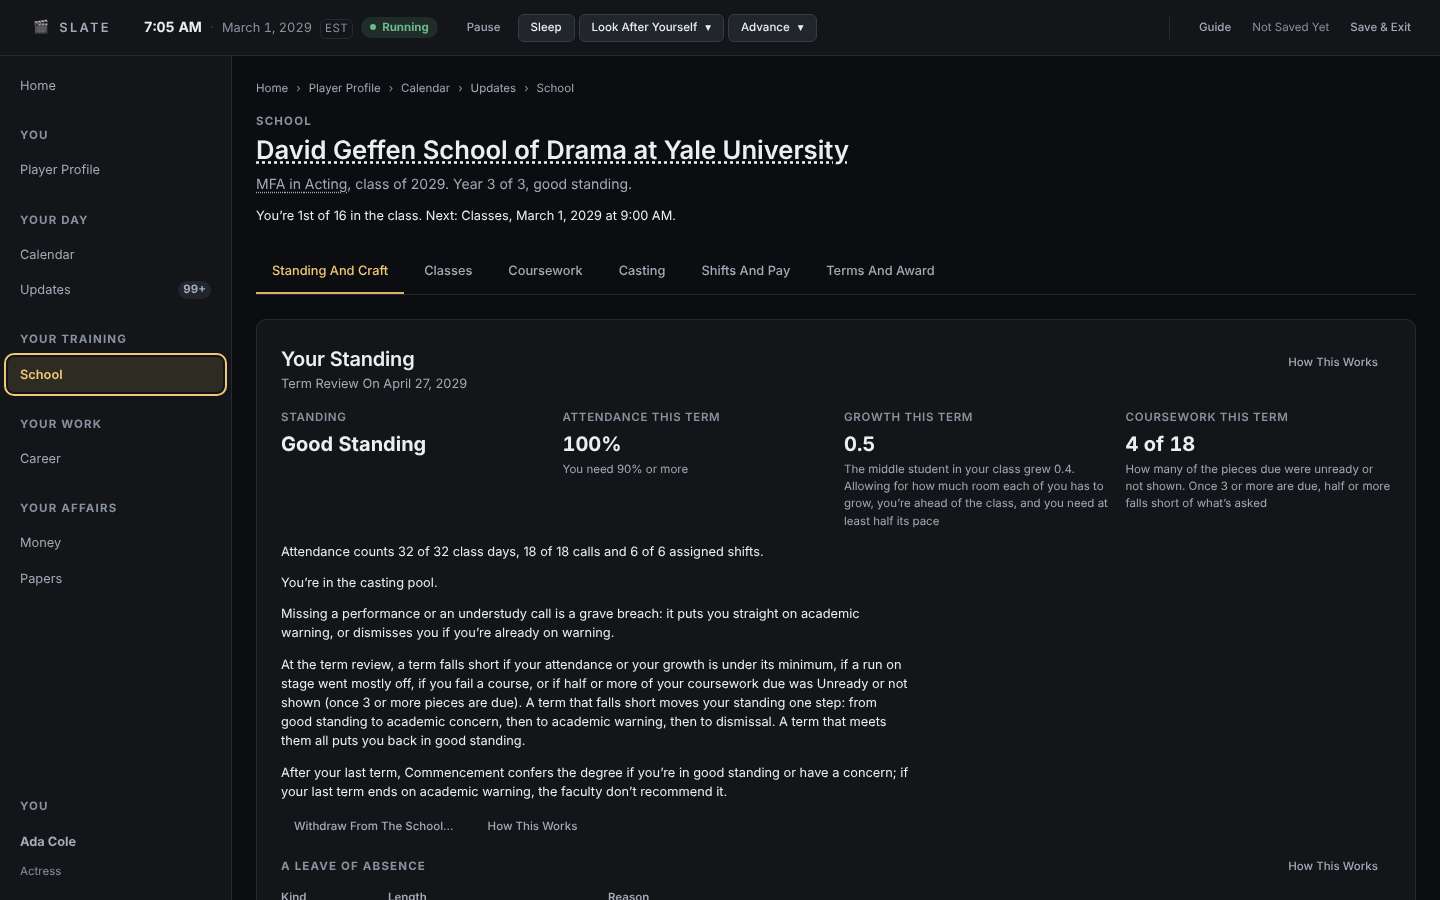 SLATE
7:05 AM · March 1, 2029 EST Running
Pause
Sleep
Look After Yourself ▾
Advance ▾
Guide
Not Saved Yet
Save & Exit
Home
YOU
Player Profile
YOUR DAY
Calendar
Updates 99+
YOUR TRAINING
School
YOUR WORK
Career
YOUR AFFAIRS
Money
Papers
YOU
Ada Cole
Actress
Home › Player Profile › Calendar › Updates › School
SCHOOL
David Geffen School of Drama at Yale University
MFA in Acting, class of 2029. Year 3 of 3, good standing.
You’re 1st of 16 in the class. Next: Classes, March 1, 2029 at 9:00 AM.
Standing And Craft
Classes
Coursework
Casting
Shifts And Pay
Terms And Award
Your Standing
How This Works
Term Review On April 27, 2029
STANDING
Good Standing
ATTENDANCE THIS TERM
100%
You need 90% or more
GROWTH THIS TERM
0.5
The middle student in your class grew 0.4.
Allowing for how much room each of you has to
grow, you’re ahead of the class, and you need at
least half its pace
COURSEWORK THIS TERM
4 of 18
How many of the pieces due were unready or
not shown. Once 3 or more are due, half or more
falls short of what’s asked
Attendance counts 32 of 32 class days, 18 of 18 calls and 6 of 6 assigned shifts.
You’re in the casting pool.
Missing a performance or an understudy call is a grave breach: it puts you straight on academic
warning, or dismisses you if you’re already on warning.
At the term review, a term falls short if your attendance or your growth is under its minimum, if a run on
stage went mostly off, if you fail a course, or if half or more of your coursework due was Unready or not
shown (once 3 or more pieces are due). A term that falls short moves your standing one step: from
good standing to academic concern, then to academic warning, then to dismissal. A term that meets
them all puts you back in good standing.
After your last term, Commencement confers the degree if you’re in good standing or have a concern; if
your last term ends on academic warning, the faculty don’t recommend it.
Withdraw From The School...
How This Works
A LEAVE OF ABSENCE
How This Works
Kind
Length
Reason